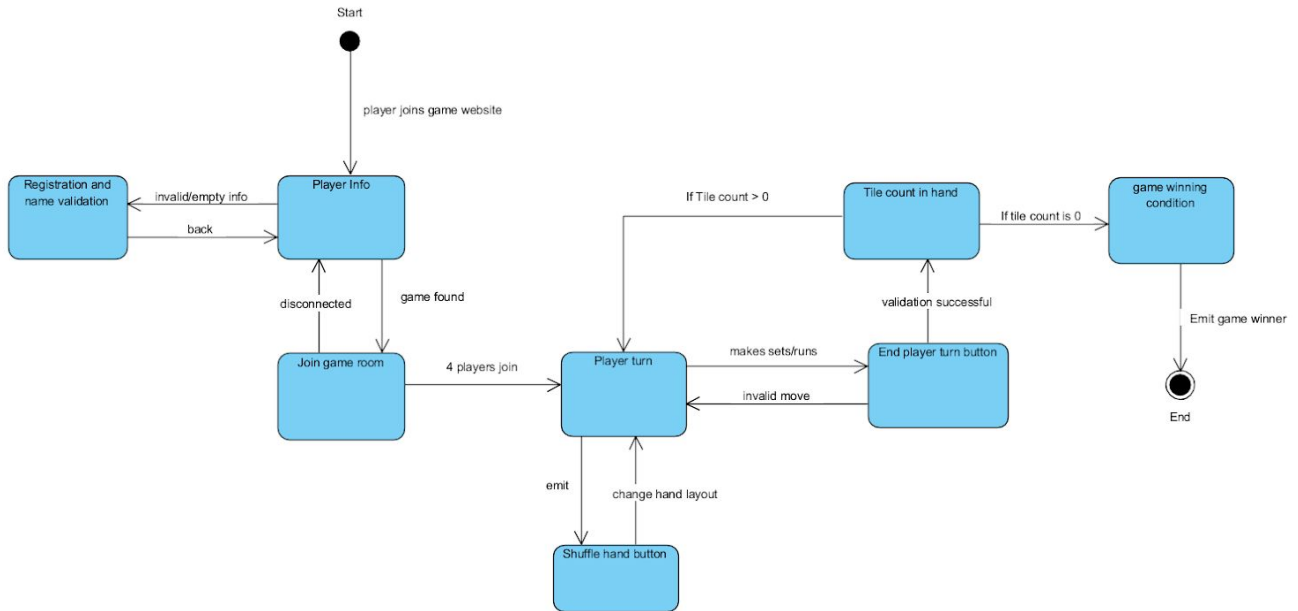 Start
player joins game website
Registration and
name validation
invalid/empty info
Player Info
back
If Tile count > 0
Tile count in hand
If tile count is 0
game winning
condition
disconnected
game found
validation successful
Emit game winner
Join game room
4 players join
Player turn
makes sets/runs
End player turn button
invalid move
End
emit
change hand layout
Shuffle hand button